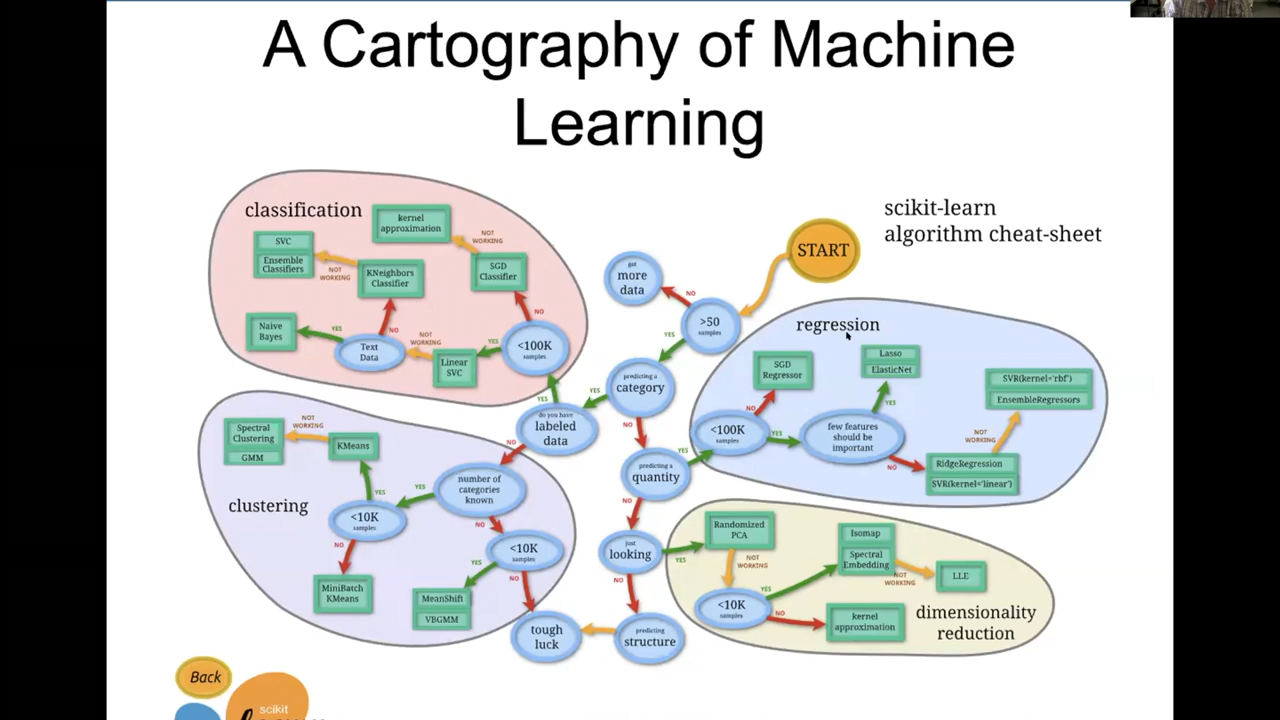 A Cartography of Machine
Learning
scikit-learn
algorithm cheat-sheet
START
classification
kernel
approximation
NOT
WORKING
SVC
Ensemble
Classifiers
NOT
WORKING
KNeighbors
Classifier
SGD
Classifier
NO
Naive
Bayes
YES
Text
Data
NO
NOT
WORKING
Linear
SVC
YES
<100K
samples
YES
get
more
data
NO
>50
samples
YES
predicting a
category
YES
NO
do you have
labeled
data
NO
predicting a
quantity
YES
NO
just
looking
YES
NO
predicting
structure
tough
luck
regression
SGD
Regressor
NO
<100K
samples
YES
few features
should be
important
YES
Lasso
ElasticNet
NO
RidgeRegression
SVR(kernel='linear')
NOT
WORKING
SVR(kernel='rbf')
EnsembleRegressors
clustering
Spectral
Clustering
GMM
NOT
WORKING
KMeans
YES
<10K
samples
NO
MiniBatch
KMeans
YES
number of
categories
known
NO
<10K
samples
YES
NO
MeanShift
VBGMM
dimensionality
reduction
Randomized
PCA
NOT
WORKING
<10K
samples
YES
NO
Isomap
Spectral
Embedding
NOT
WORKING
LLE
kernel
approximation
Back
scikit